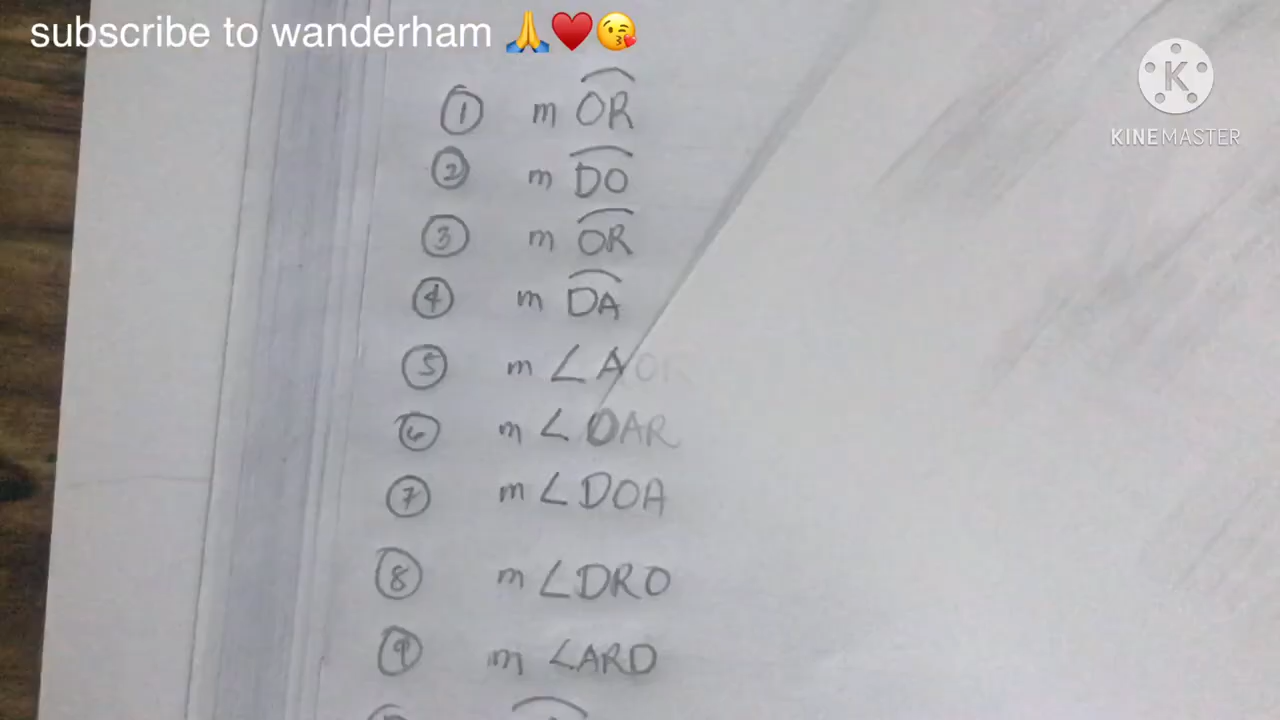 subscribe to wanderham 🙏❤️😘
KINEMASTER
① m OR
② m DO
③ m OR
④ m DA
⑤ m ∠AOR
⑥ m ∠DAR
⑦ m ∠DOA
⑧ m ∠DRO
⑨ m ∠ARD